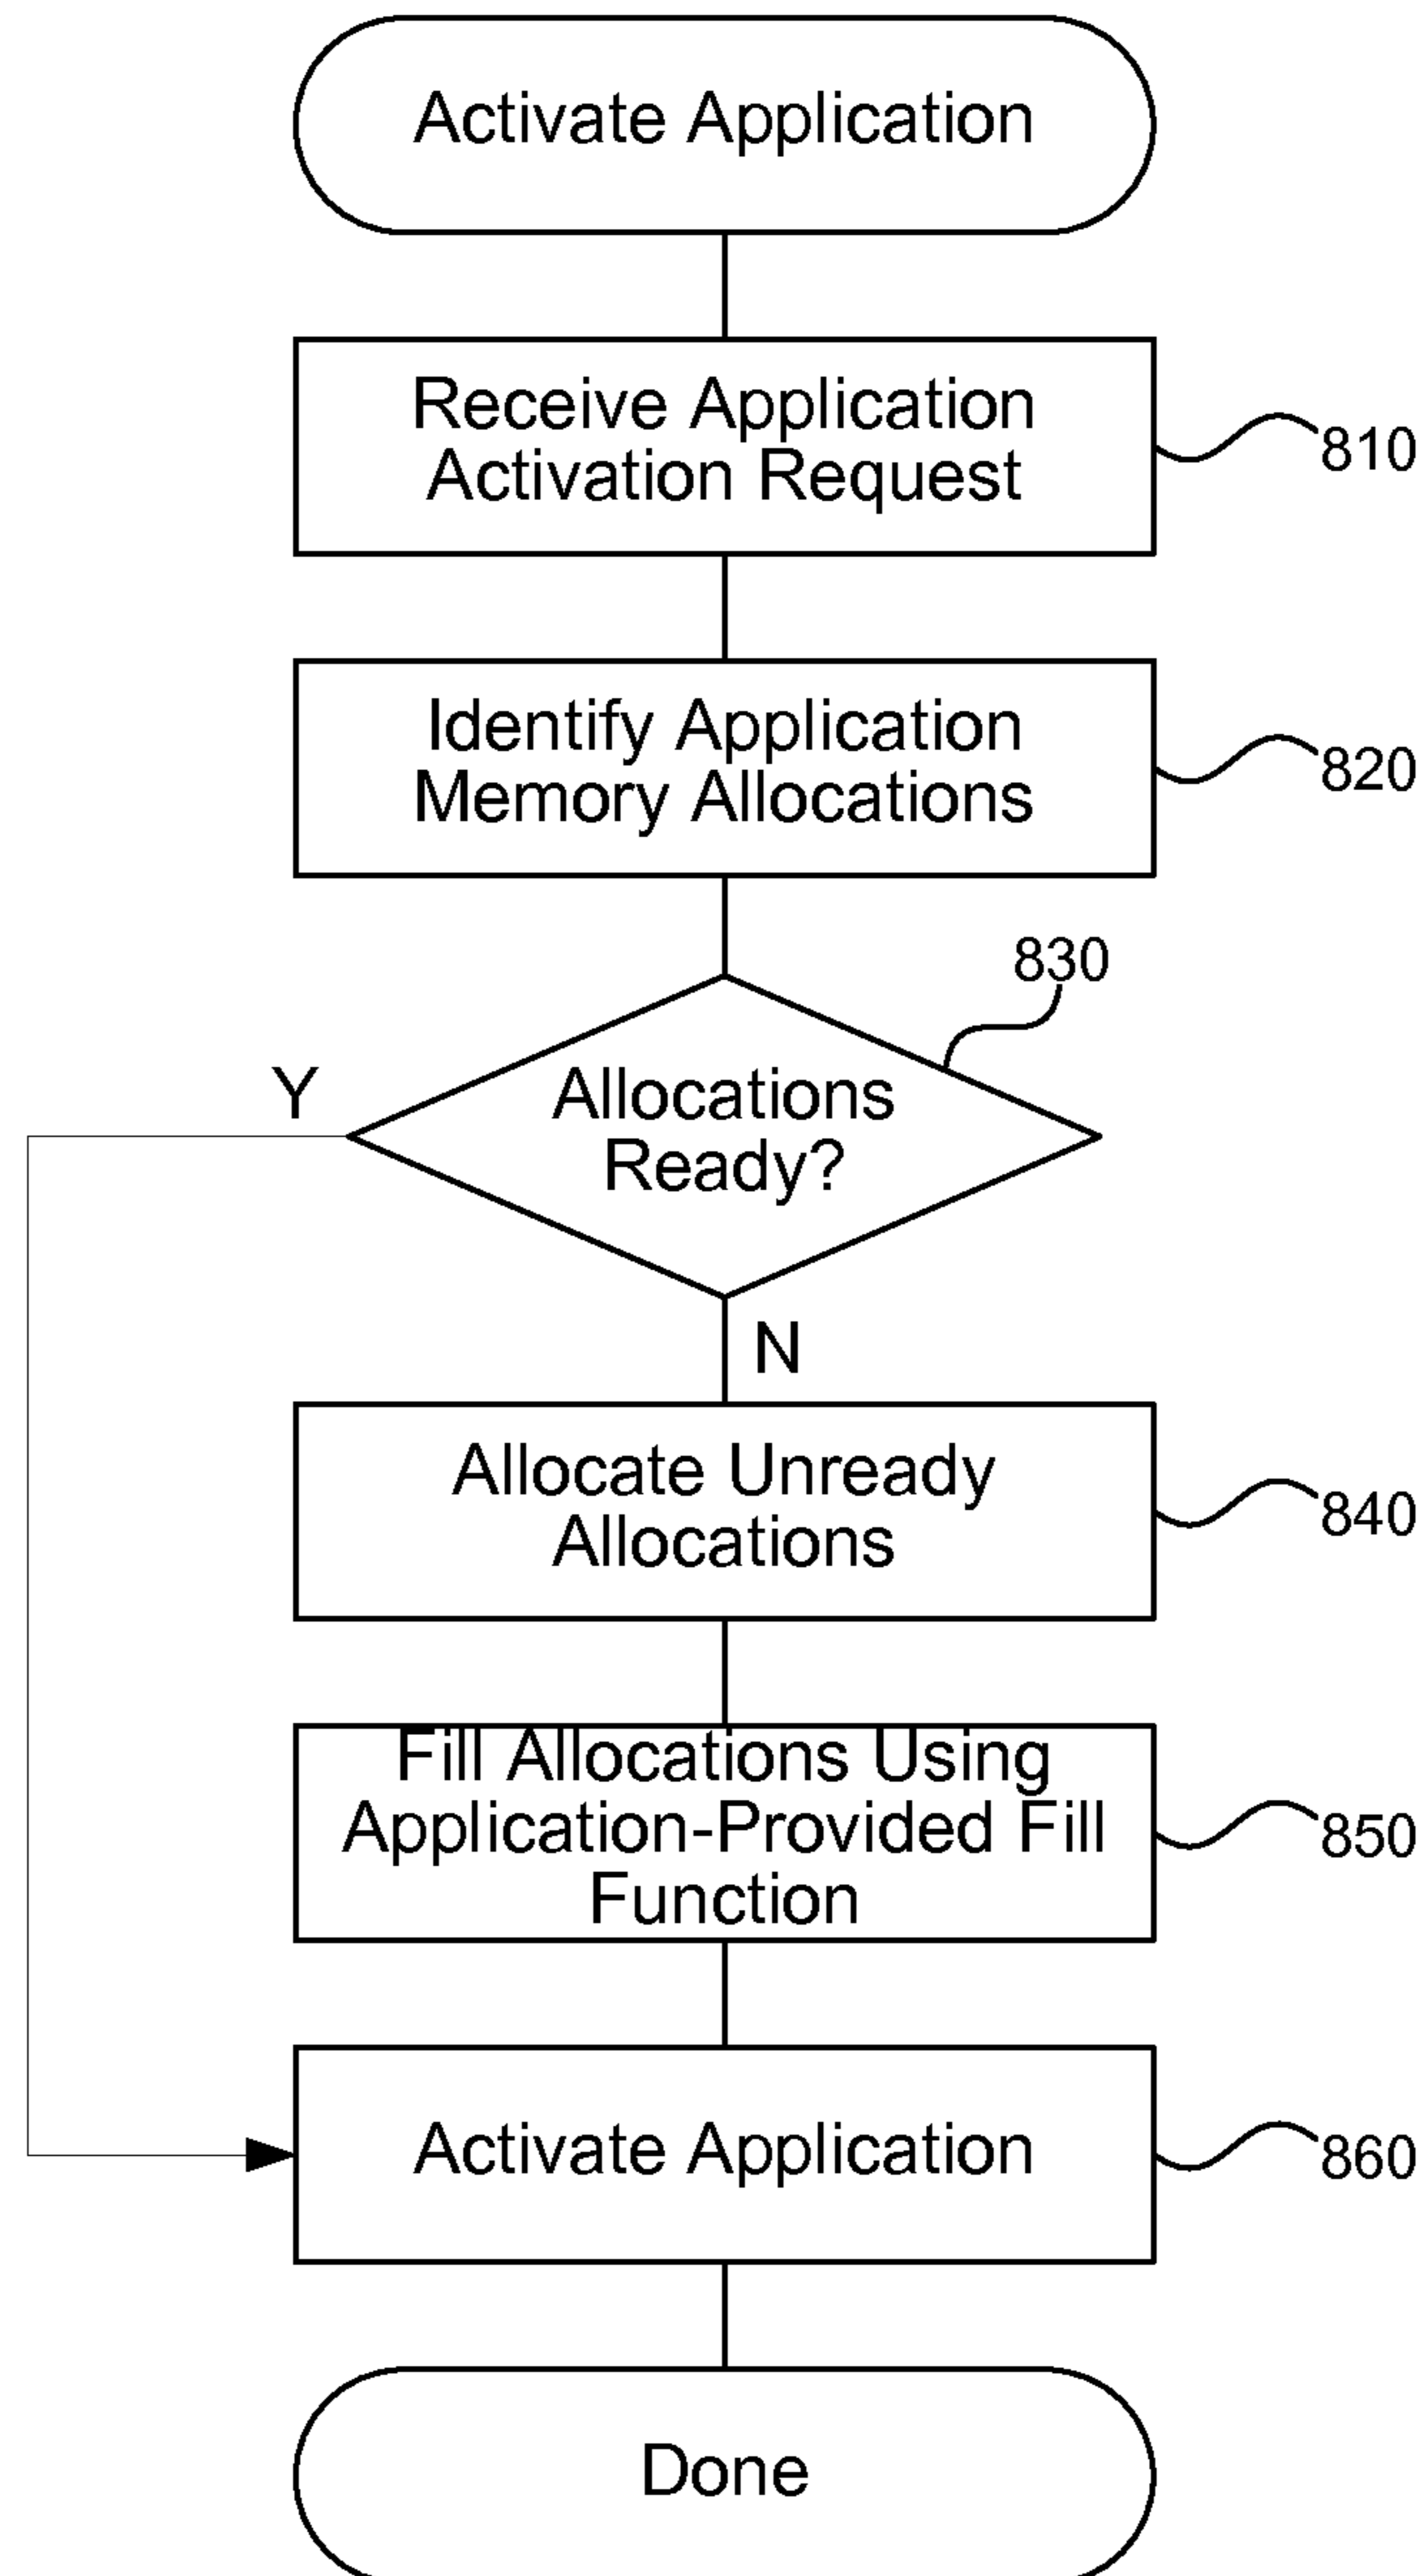 Activate Application
Receive Application
Activation Request
810
Identify Application
Memory Allocations
820
830
Y
Allocations
Ready?
N
Allocate Unready
Allocations
840
Fill Allocations Using
Application-Provided Fill
Function
850
Activate Application
860
Done